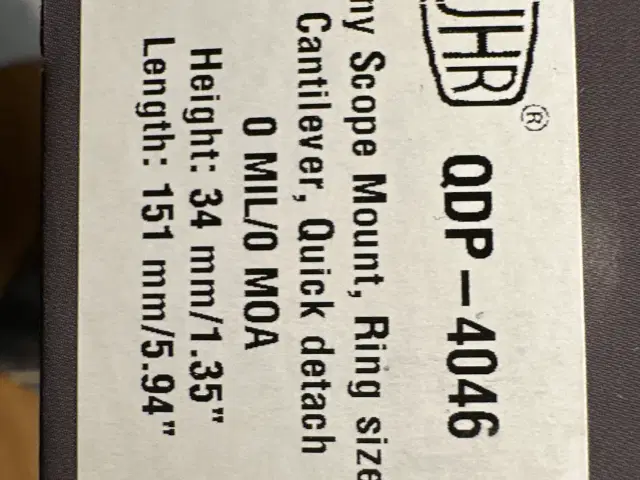 UHR®
QDP-4046
ny Scope Mount, Ring size
Cantilever, Quick detach
0 MIL/0 MOA
Height: 34 mm/1.35"
Length: 151 mm/5.94"